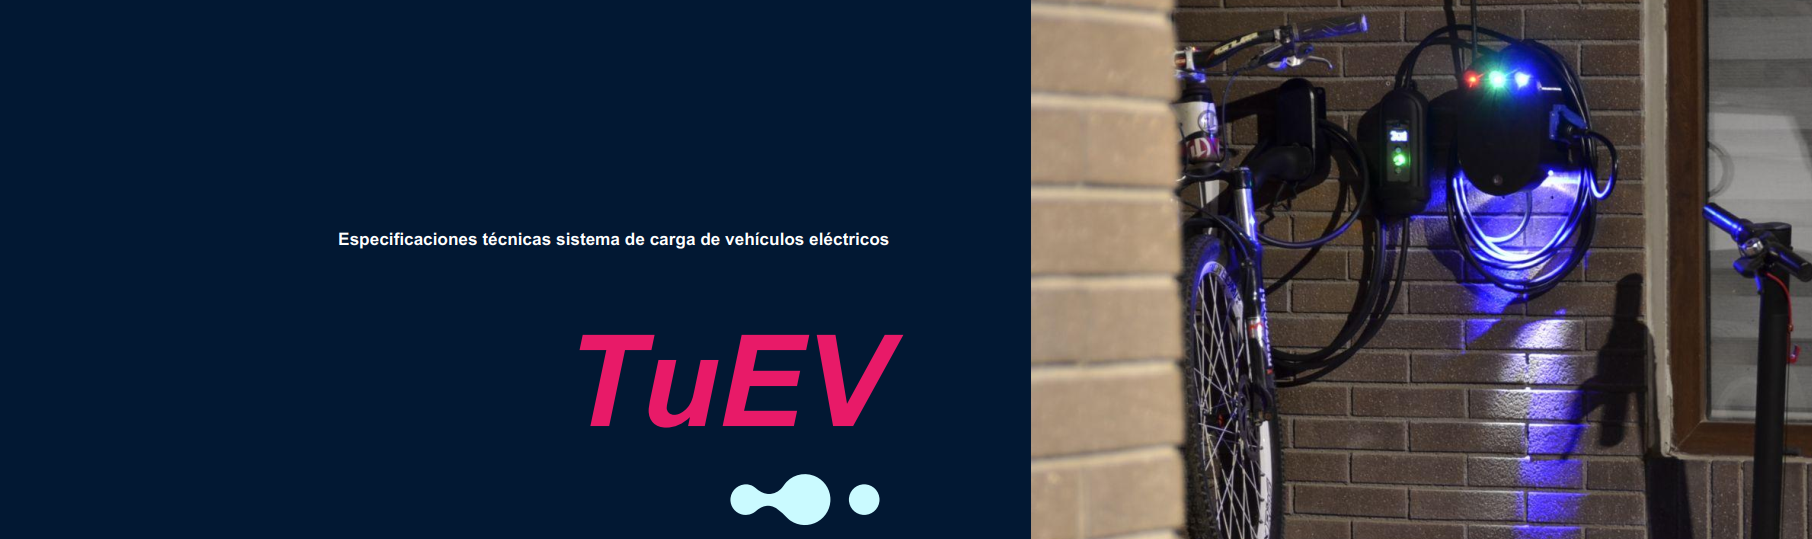 Especificaciones técnicas sistema de carga de vehículos eléctricos
TuEV